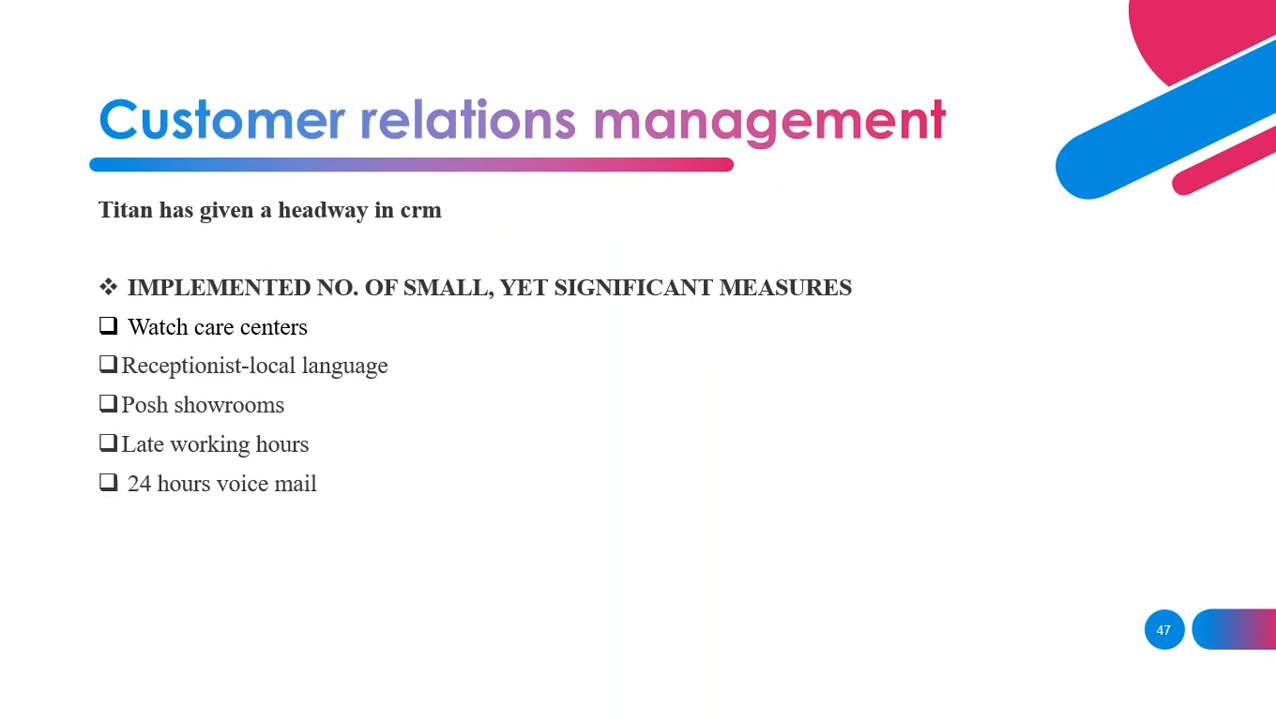 Customer relations management
Titan has given a headway in crm
❖ IMPLEMENTED NO. OF SMALL, YET SIGNIFICANT MEASURES
❑ Watch care centers
❑Receptionist-local language
❑Posh showrooms
❑Late working hours
❑ 24 hours voice mail
47